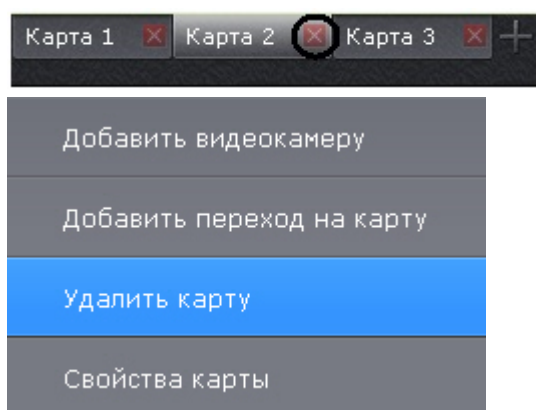 Карта 1 Карта 2 Карта 3
Добавить видеокамеру
Добавить переход на карту
Удалить карту
Свойства карты